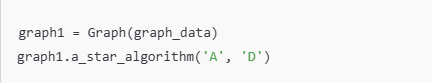 graph1 = Graph(graph_data)
graph1.a_star_algorithm('A', 'D')